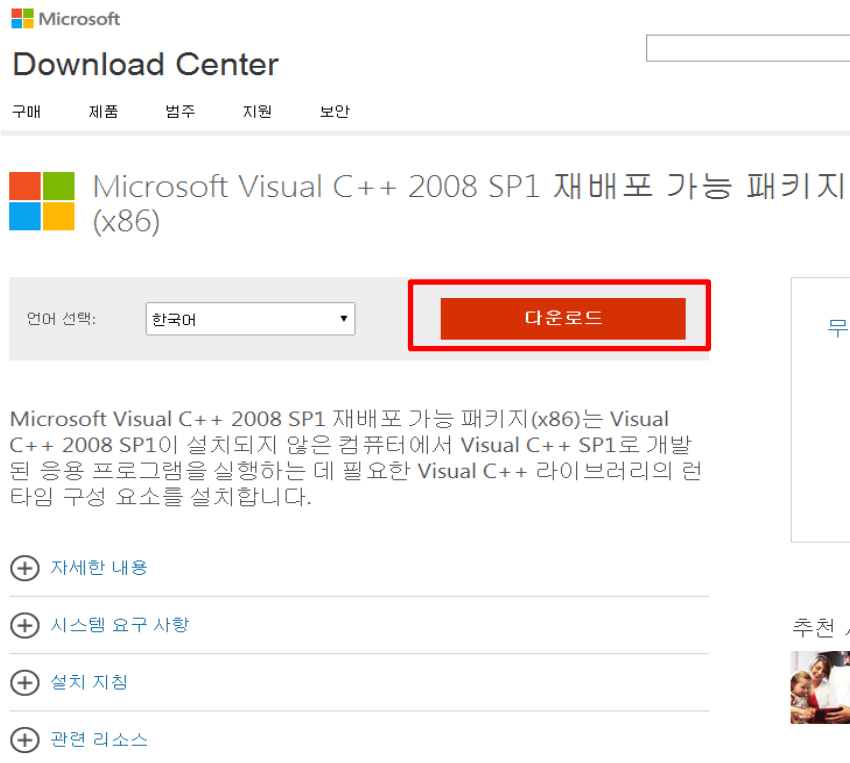 Microsoft
Download Center
구매 제품 범주 지원 보안
Microsoft Visual C++ 2008 SP1 재배포 가능 패키지
(x86)
언어 선택: 한국어 다운로드
무
Microsoft Visual C++ 2008 SP1 재배포 가능 패키지(x86)는 Visual
C++ 2008 SP1이 설치되지 않은 컴퓨터에서 Visual C++ SP1로 개발
된 응용 프로그램을 실행하는 데 필요한 Visual C++ 라이브러리의 런
타임 구성 요소를 설치합니다.
자세한 내용
시스템 요구 사항
추천
설치 지침
관련 리소스